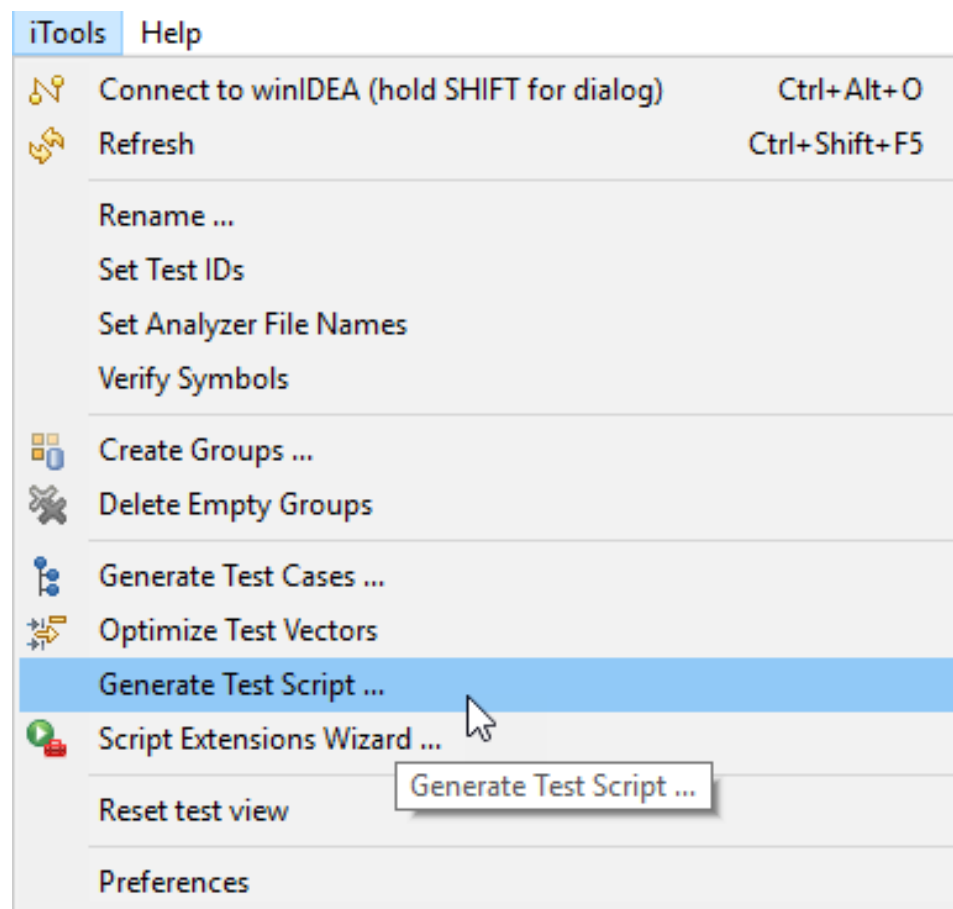 iTools Help
Connect to winIDEA (hold SHIFT for dialog) Ctrl+Alt+O
Refresh Ctrl+Shift+F5
Rename ...
Set Test IDs
Set Analyzer File Names
Verify Symbols
Create Groups ...
Delete Empty Groups
Generate Test Cases ...
Optimize Test Vectors
Generate Test Script ...
Script Extensions Wizard ...
Generate Test Script ...
Reset test view
Preferences